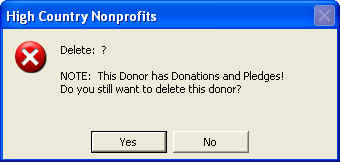 High Country Nonprofits
Delete:  ?
NOTE:  This Donor has Donations and Pledges!
Do you still want to delete this donor?
Yes
No